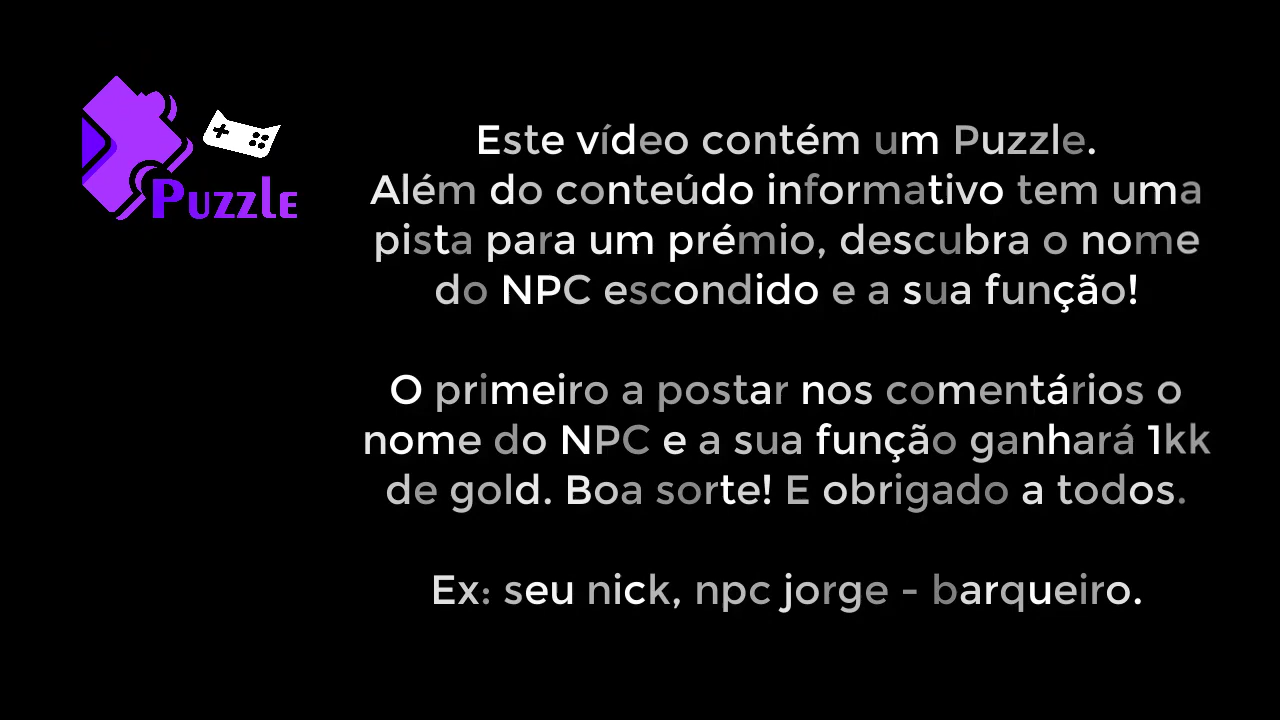 Puzzle
Este vídeo contém um Puzzle.
Além do conteúdo informativo tem uma
pista para um prémio, descubra o nome
do NPC escondido e a sua função!
O primeiro a postar nos comentários o
nome do NPC e a sua função ganhará 1kk
de gold. Boa sorte! E obrigado a todos.
Ex: seu nick, npc jorge - barqueiro.